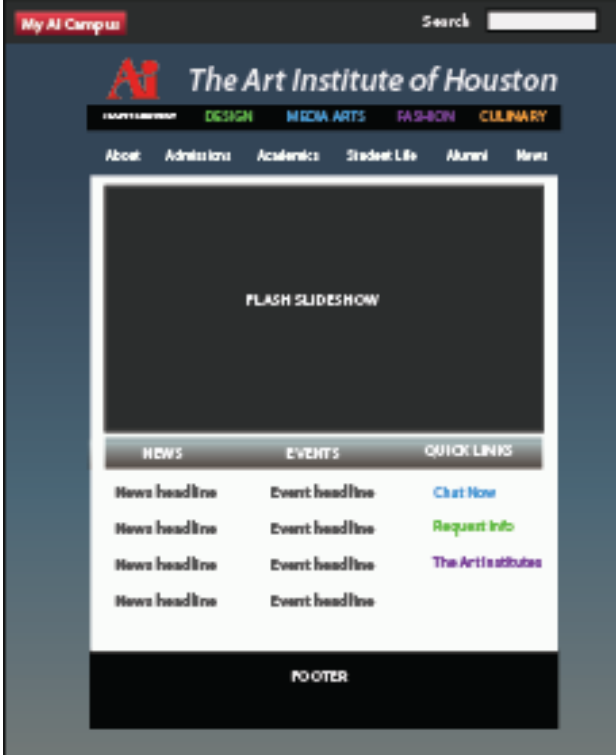 My AI Campus Search
Ai The Art Institute of Houston
DESIGN MEDIA ARTS FASHION CULINARY
About Admissions Academics Student Life Alumni News
FLASH SLIDESHOW
NEWS EVENTS QUICK LINKS
News headline Event headline Chat Now
News headline Event headline Request Info
News headline Event headline The Art Institutes
News headline Event headline
FOOTER